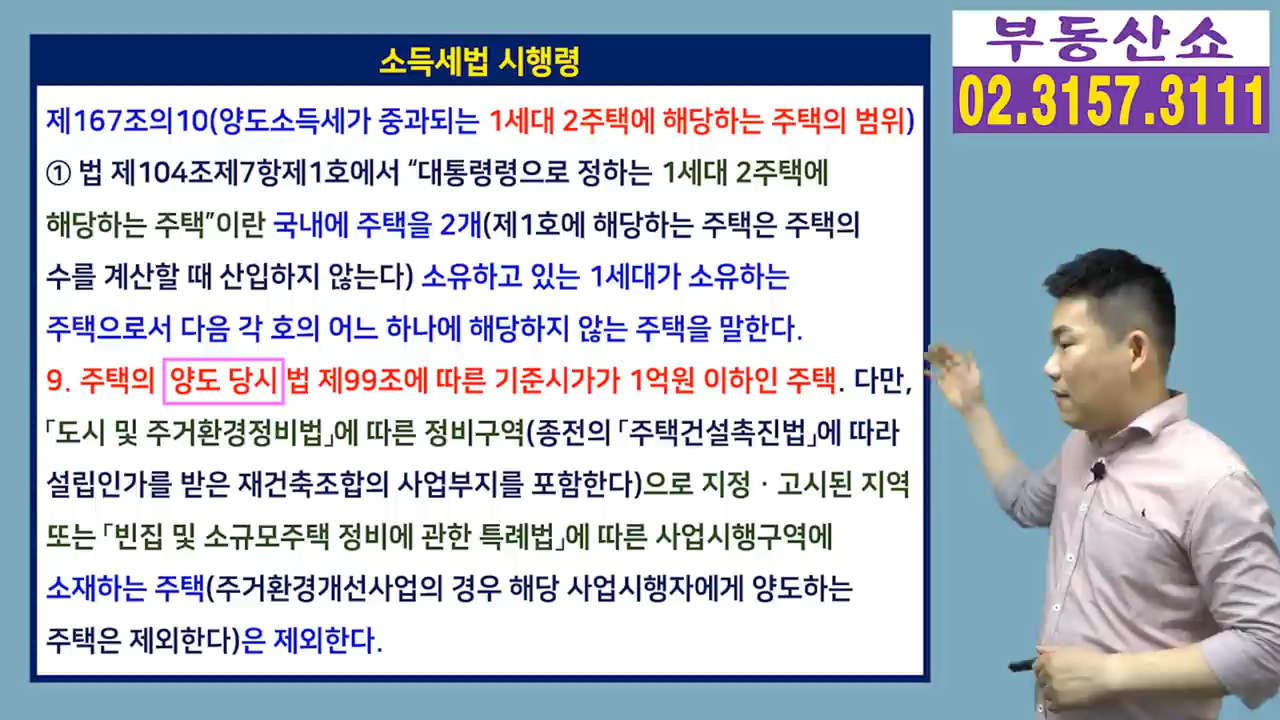 소득세법 시행령
부동산쇼
02.3157.3111
제167조의10(양도소득세가 중과되는 1세대 2주택에 해당하는 주택의 범위)
① 법 제104조제7항제1호에서 “대통령령으로 정하는 1세대 2주택에
해당하는 주택”이란 국내에 주택을 2개(제1호에 해당하는 주택은 주택의
수를 계산할 때 산입하지 않는다) 소유하고 있는 1세대가 소유하는
주택으로서 다음 각 호의 어느 하나에 해당하지 않는 주택을 말한다.
9. 주택의 양도 당시 법 제99조에 따른 기준시가가 1억원 이하인 주택. 다만,
「도시 및 주거환경정비법」에 따른 정비구역(종전의 「주택건설촉진법」에 따라
설립인가를 받은 재건축조합의 사업부지를 포함한다)으로 지정ㆍ고시된 지역
또는 「빈집 및 소규모주택 정비에 관한 특례법」에 따른 사업시행구역에
소재하는 주택(주거환경개선사업의 경우 해당 사업시행자에게 양도하는
주택은 제외한다)은 제외한다.